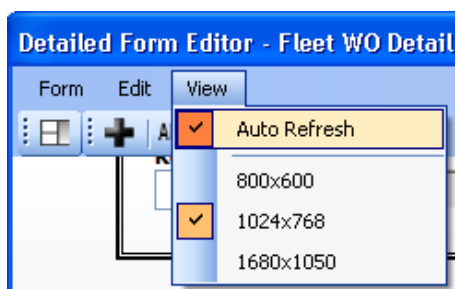 Detailed Form Editor - Fleet WO Detail
Form Edit View
Auto Refresh
800x600
1024x768
1680x1050